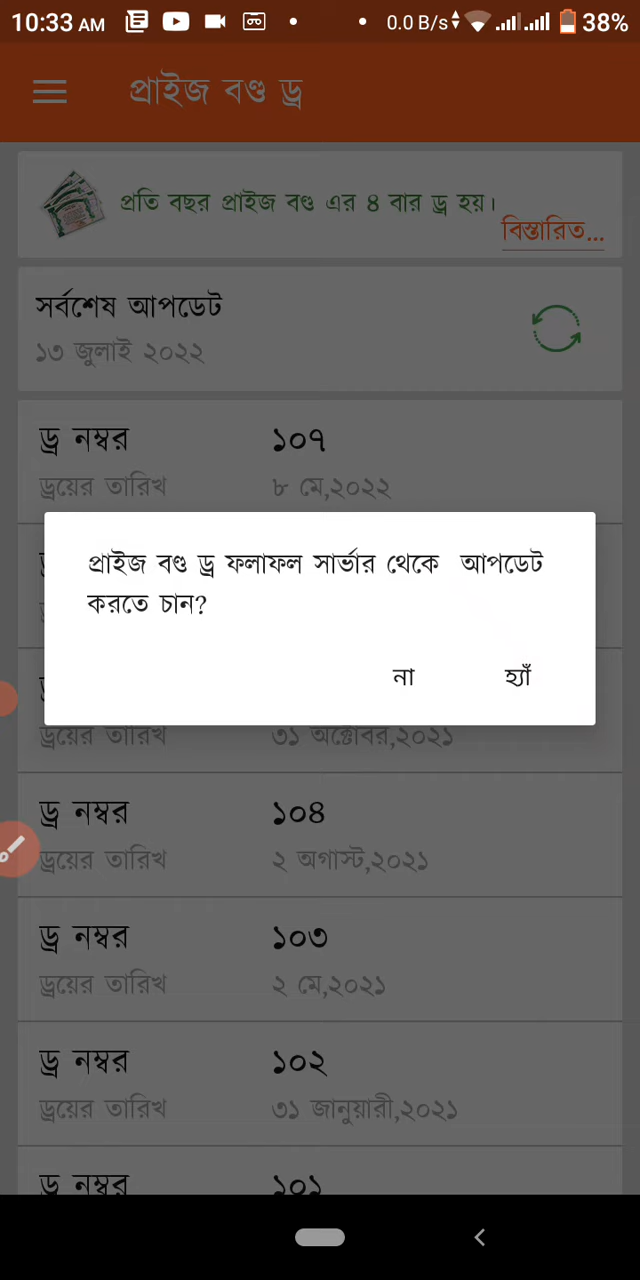 10:33 AM 0.0 B/s 38%
প্রাইজ বণ্ড ড্র
প্রতি বছর প্রাইজ বণ্ড এর ৪ বার ড্র হয়।
বিস্তারিত...
সর্বশেষ আপডেট
১৩ জুলাই ২০২২
ড্র নম্বর ১০৭
ড্রয়ের তারিখ ৮ মে,২০২২
প্রাইজ বণ্ড ড্র ফলাফল সার্ভার থেকে আপডেট
করতে চান?
না হ্যাঁ
ড্রয়ের তারিখ ৩১ অক্টোবর,২০২১
ড্র নম্বর ১০৪
ড্রয়ের তারিখ ২ অগাস্ট,২০২১
ড্র নম্বর ১০৩
ড্রয়ের তারিখ ২ মে,২০২১
ড্র নম্বর ১০২
ড্রয়ের তারিখ ৩১ জানুয়ারী,২০২১
ড্র নম্বর ১০১